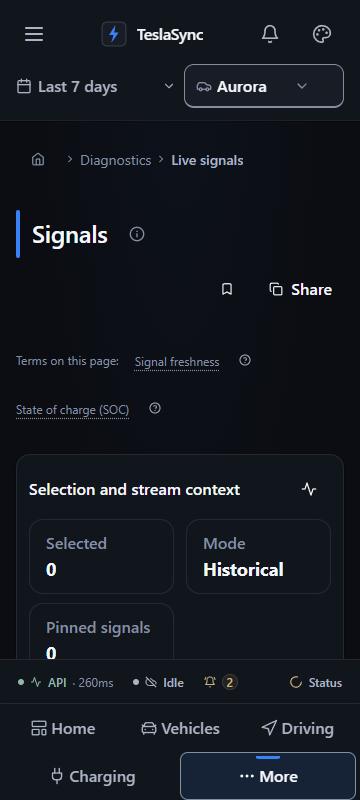 TeslaSync
Last 7 days Aurora
Diagnostics Live signals
Signals
Share
Terms on this page: Signal freshness
State of charge (SOC)
Selection and stream context
Selected Mode
0 Historical
Pinned signals
0
API · 260ms Idle 2 Status
Home Vehicles Driving
Charging More